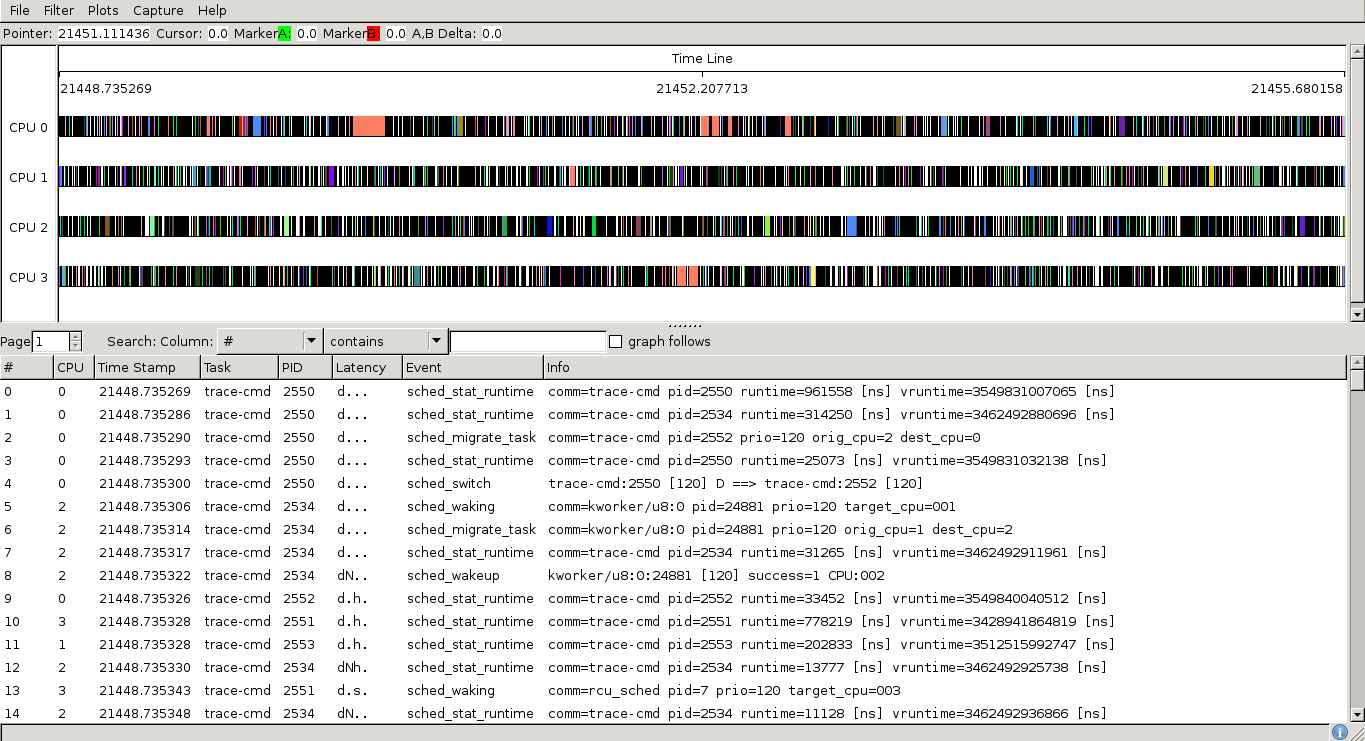 File Filter Plots Capture Help
Pointer: 21451.111436 Cursor: 0.0 MarkerA: 0.0 MarkerB: 0.0 A,B Delta: 0.0
Time Line
21448.735269 21452.207713 21455.680158
CPU 0
CPU 1
CPU 2
CPU 3
Page 1 Search: Column: # contains graph follows
# CPU Time Stamp Task PID Latency Event Info
0 0 21448.735269 trace-cmd 2550 d... sched_stat_runtime comm=trace-cmd pid=2550 runtime=961558 [ns] vruntime=3549831007065 [ns]
1 0 21448.735286 trace-cmd 2550 d... sched_stat_runtime comm=trace-cmd pid=2534 runtime=314250 [ns] vruntime=3462492880696 [ns]
2 0 21448.735290 trace-cmd 2550 d... sched_migrate_task comm=trace-cmd pid=2552 prio=120 orig_cpu=2 dest_cpu=0
3 0 21448.735293 trace-cmd 2550 d... sched_stat_runtime comm=trace-cmd pid=2550 runtime=25073 [ns] vruntime=3549831032138 [ns]
4 0 21448.735300 trace-cmd 2550 d... sched_switch trace-cmd:2550 [120] D ==> trace-cmd:2552 [120]
5 2 21448.735306 trace-cmd 2534 d... sched_waking comm=kworker/u8:0 pid=24881 prio=120 target_cpu=001
6 2 21448.735314 trace-cmd 2534 d... sched_migrate_task comm=kworker/u8:0 pid=24881 prio=120 orig_cpu=1 dest_cpu=2
7 2 21448.735317 trace-cmd 2534 d... sched_stat_runtime comm=trace-cmd pid=2534 runtime=31265 [ns] vruntime=3462492911961 [ns]
8 2 21448.735322 trace-cmd 2534 dN.. sched_wakeup kworker/u8:0:24881 [120] success=1 CPU:002
9 0 21448.735326 trace-cmd 2552 d.h. sched_stat_runtime comm=trace-cmd pid=2552 runtime=33452 [ns] vruntime=3549840040512 [ns]
10 3 21448.735328 trace-cmd 2551 d.h. sched_stat_runtime comm=trace-cmd pid=2551 runtime=778219 [ns] vruntime=3428941864819 [ns]
11 1 21448.735328 trace-cmd 2553 d.h. sched_stat_runtime comm=trace-cmd pid=2553 runtime=202833 [ns] vruntime=3512515992747 [ns]
12 2 21448.735330 trace-cmd 2534 dNh. sched_stat_runtime comm=trace-cmd pid=2534 runtime=13777 [ns] vruntime=3462492925738 [ns]
13 3 21448.735343 trace-cmd 2551 d.s. sched_waking comm=rcu_sched pid=7 prio=120 target_cpu=003
14 2 21448.735348 trace-cmd 2534 dN.. sched_stat_runtime comm=trace-cmd pid=2534 runtime=11128 [ns] vruntime=3462492936866 [ns]